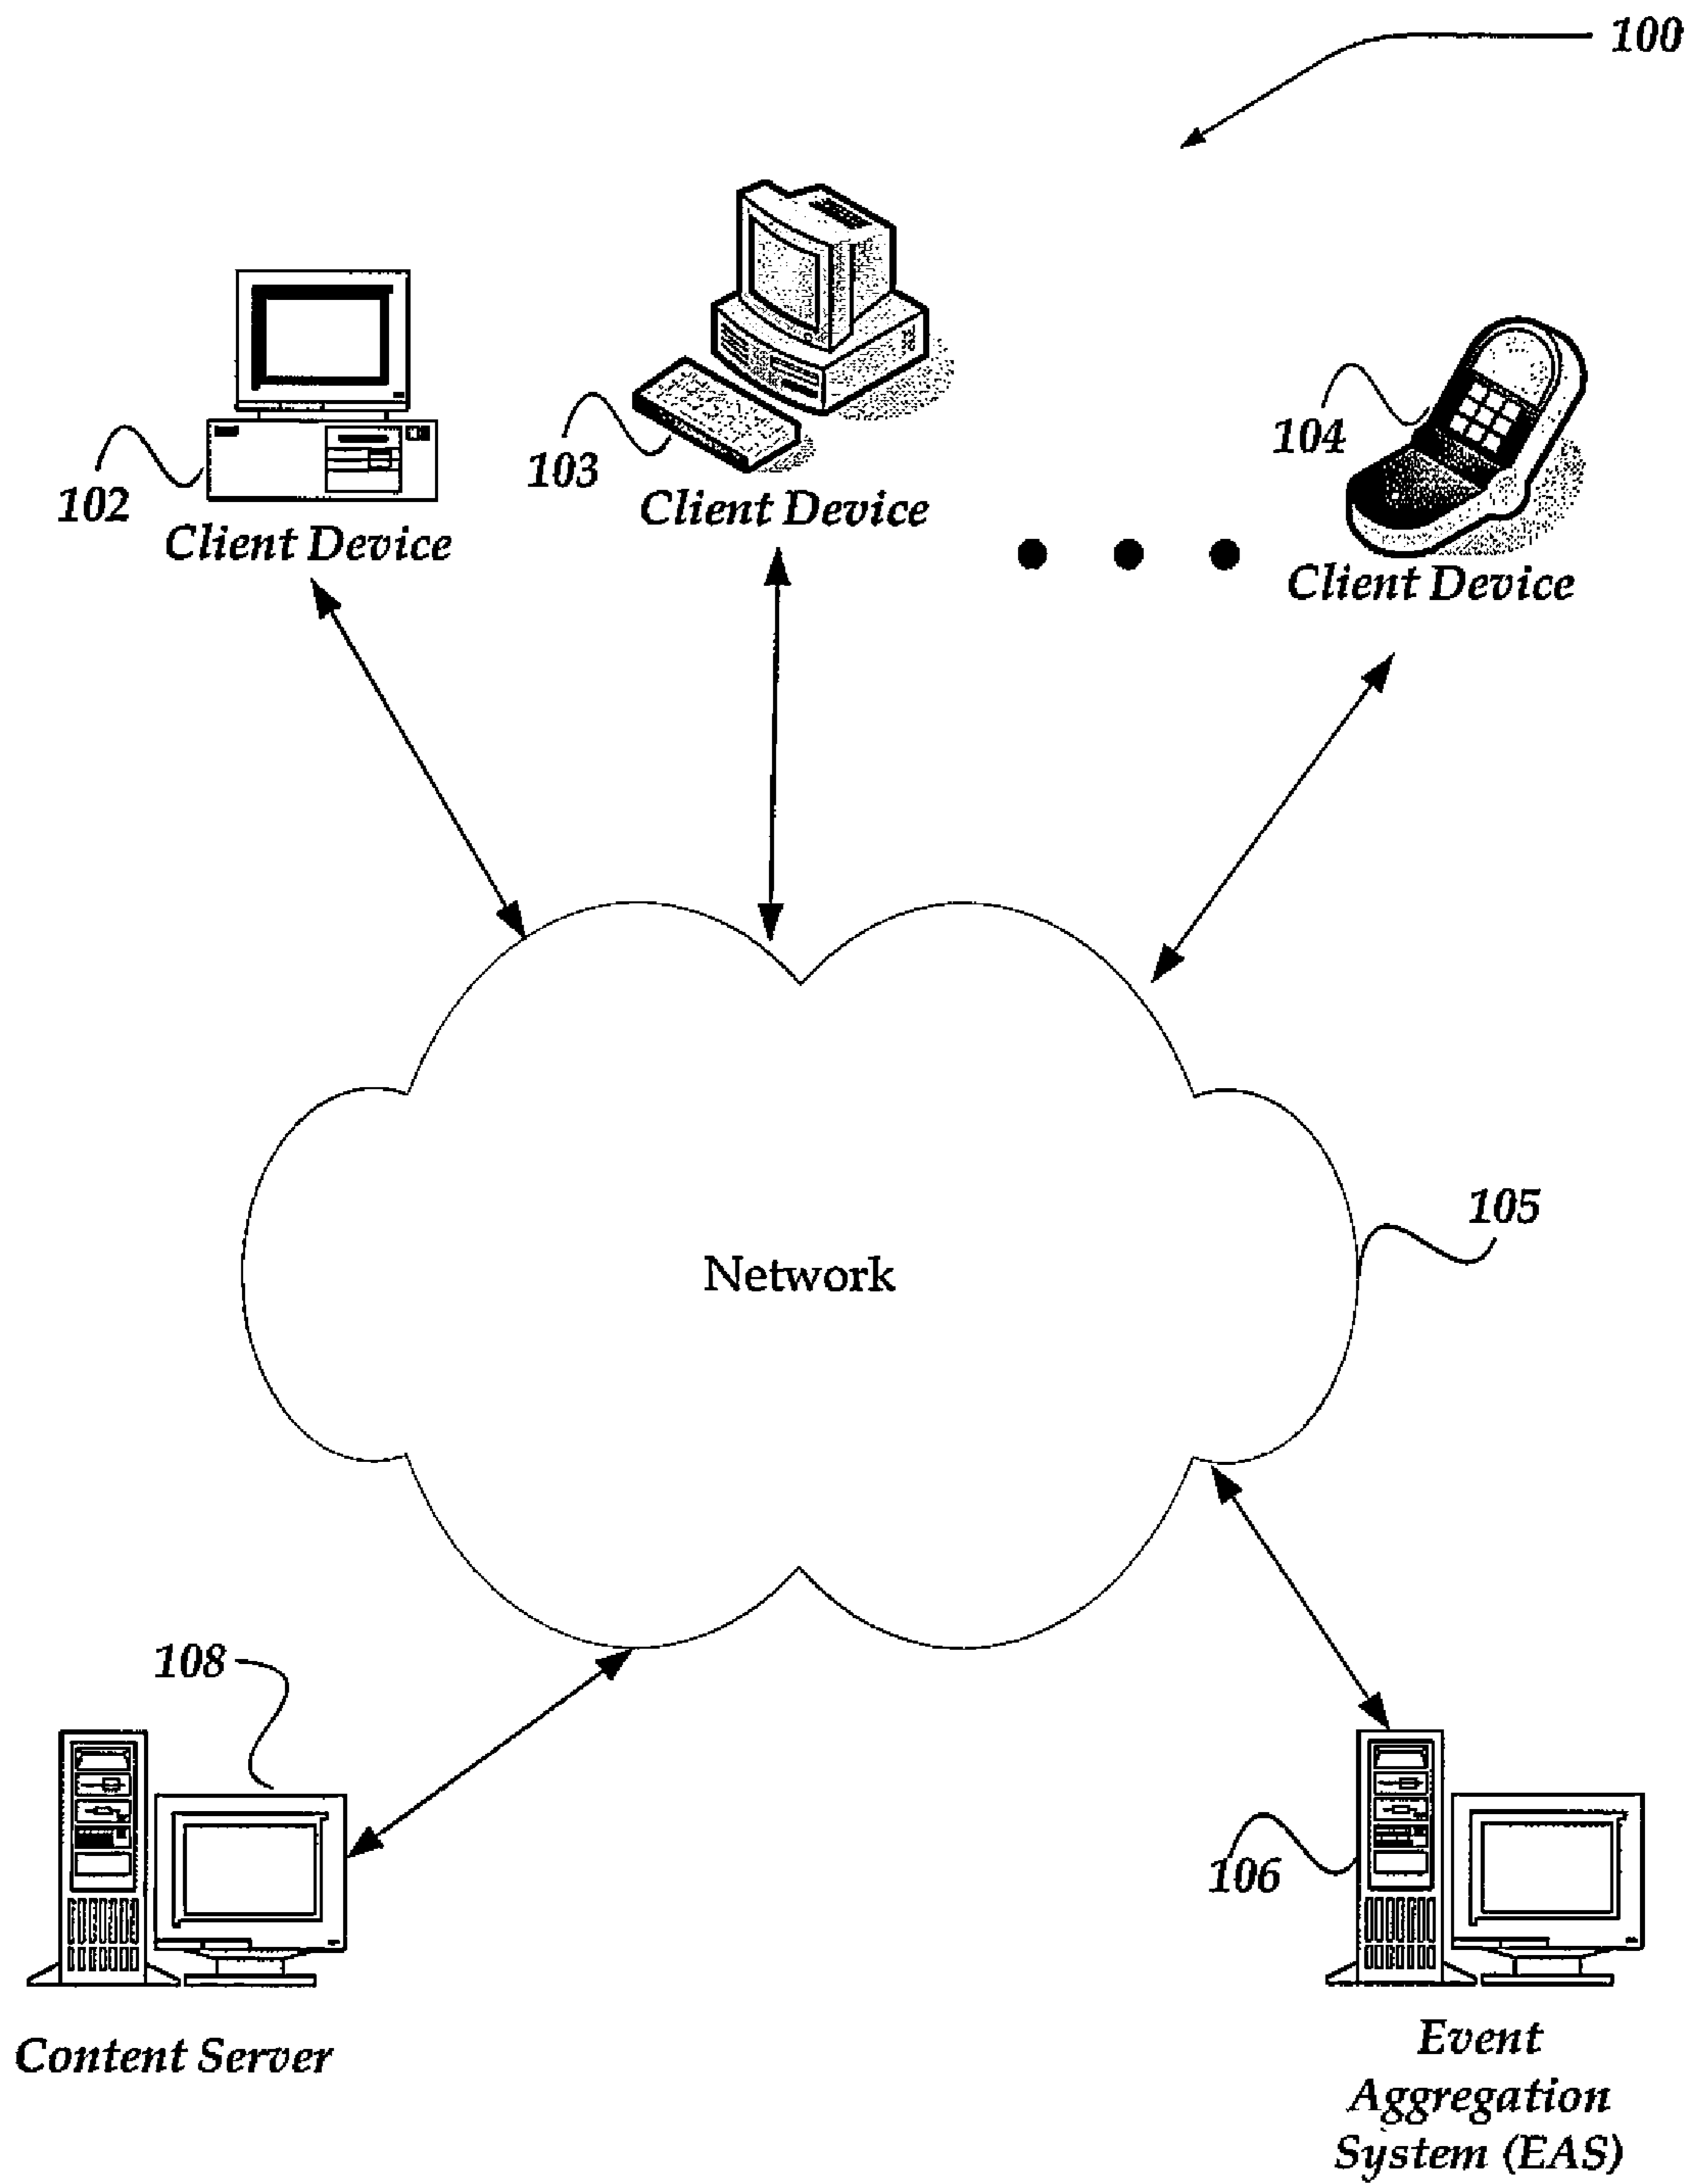 100
103
104
102
Client Device
Client Device
Client Device
105
Network
108
106
Content Server
Event
Aggregation
System (EAS)